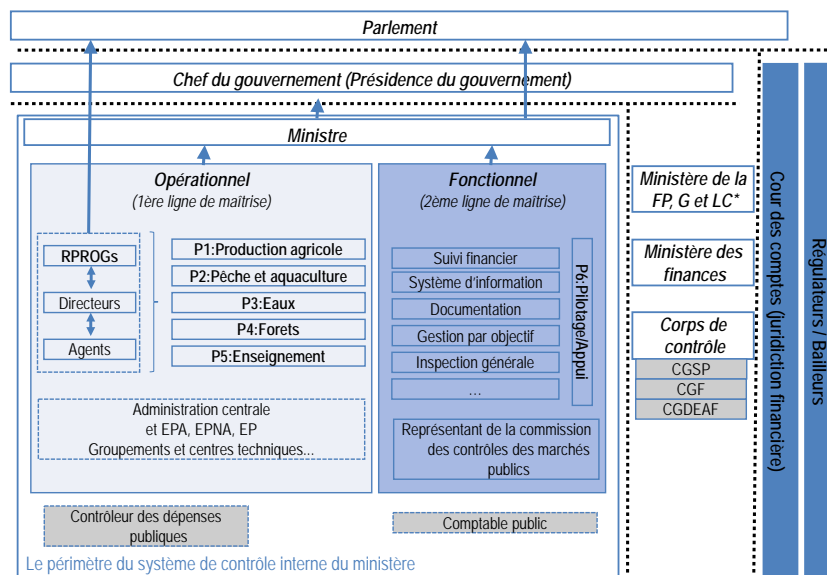 Parlement
Chef du gouvernement (Présidence du gouvernement)
Ministre
Opérationnel
(1ère ligne de maîtrise)
RPROGs
Directeurs
Agents
P1:Production agricole
P2:Pêche et aquaculture
P3:Eaux
P4:Forets
P5:Enseignement
Administration centrale
et EPA, EPNA, EP
Groupements et centres techniques...
Fonctionnel
(2ème ligne de maîtrise)
Suivi financier
Système d'information
Documentation
Gestion par objectif
Inspection générale
...
P6:Pilotage/Appui
Représentant de la commission
des contrôles des marchés
publics
Contrôleur des dépenses
publiques
Comptable public
Le périmètre du système de contrôle interne du ministère
Ministère de la
FP, G et LC*
Ministère des
finances
Corps de
contrôle
CGSP
CGF
CGDEAF
Cour des comptes (juridiction financière)
Régulateurs / Bailleurs